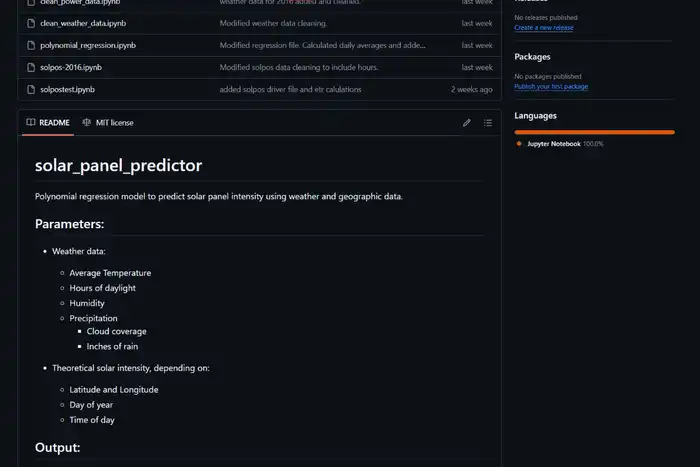 clean_power_data.ipynb
weather data for 2016 added and cleaned.
last week
clean_weather_data.ipynb
Modified weather data cleaning.
last week
polynomial_regression.ipynb
Modified regression file. Calculated daily averages and adde...
last week
solpos-2016.ipynb
Modified solpos data cleaning to include hours.
last week
solpostest.ipynb
added solpos driver file and etr calulations
2 weeks ago
README
MIT license
solar_panel_predictor
Polynomial regression model to predict solar panel intensity using weather and geographic data.
Parameters:
Weather data:
Average Temperature
Hours of daylight
Humidity
Precipitation
Cloud coverage
Inches of rain
Theoretical solar intensity, depending on:
Latitude and Longitude
Day of year
Time of day
Output:
No releases published
Create a new release
Packages
No packages published
Publish your first package
Languages
Jupyter Notebook 100.0%